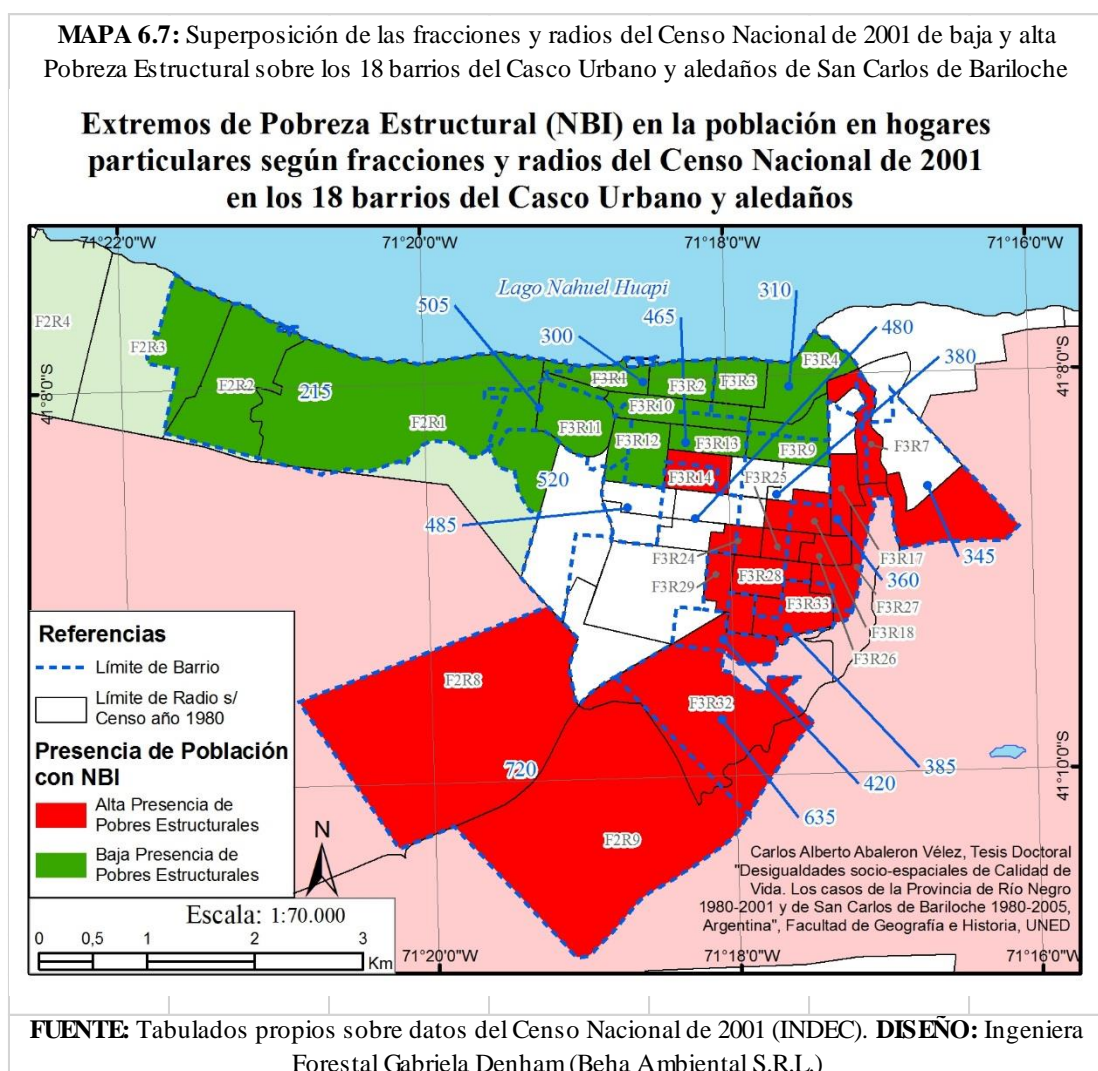 MAPA 6.7: Superposición de las fracciones y radios del Censo Nacional de 2001 de baja y alta
Pobreza Estructural sobre los 18 barrios del Casco Urbano y aledaños de San Carlos de Bariloche
Extremos de Pobreza Estructural (NBI) en la población en hogares
particulares según fracciones y radios del Censo Nacional de 2001
en los 18 barrios del Casco Urbano y aledaños
71°22'0"W
71°20'0"W
71°18'0"W
71°16'0"W
Lago Nahuel Huapi
505
300
465
310
480
380
F2R4
F2R3
F2R2
215
F2R1
41°8'0"S
41°8'0"S
F3R1
F3R2
F3R3
F3R4
F3R10
F3R11
F3R12
F3R13
F3R9
F3R7
F3R14
F3R25
520
485
F3R24
F3R29
F3R28
F3R33
F3R17
345
360
F3R27
F3R18
F3R26
F2R8
F3R32
720
385
420
635
F2R9
41°10'0"S
Referencias
Límite de Barrio
Límite de Radio s/
Censo año 1980
Presencia de Población
con NBI
Alta Presencia de
Pobres Estructurales
Baja Presencia de
Pobres Estructurales
N
Escala: 1:70.000
0 0,5 1 2 3
Km
Carlos Alberto Abaleron Vélez, Tesis Doctoral
"Desigualdades socio-espaciales de Calidad de
Vida. Los casos de la Provincia de Río Negro
1980-2001 y de San Carlos de Bariloche 1980-2005,
Argentina", Facultad de Geografía e Historia, UNED
71°20'0"W
71°18'0"W
71°16'0"W
FUENTE: Tabulados propios sobre datos del Censo Nacional de 2001 (INDEC). DISEÑO: Ingeniera
Forestal Gabriela Denham (Beha Ambiental S.R.L.)